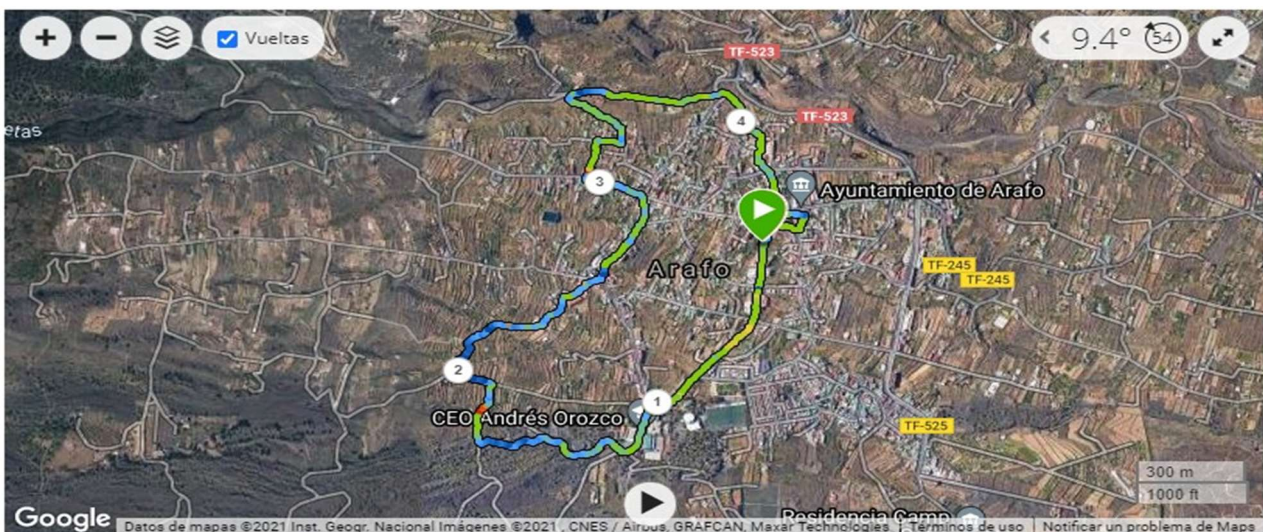 Vueltas
9.4° 54
TF-523
TF-523
etas
4
3
Ayuntamiento de Arafo
Arafo
TF-245
TF-245
2
1
CEO Andrés Orozco
TF-525
300 m
1000 ft
Residencia Camp
Google
Datos de mapas ©2021 Inst. Geogr. Nacional Imágenes ©2021 , CNES / Airbus, GRAFCAN, Maxar Technologies
Términos de uso
Notificar un problema de Maps